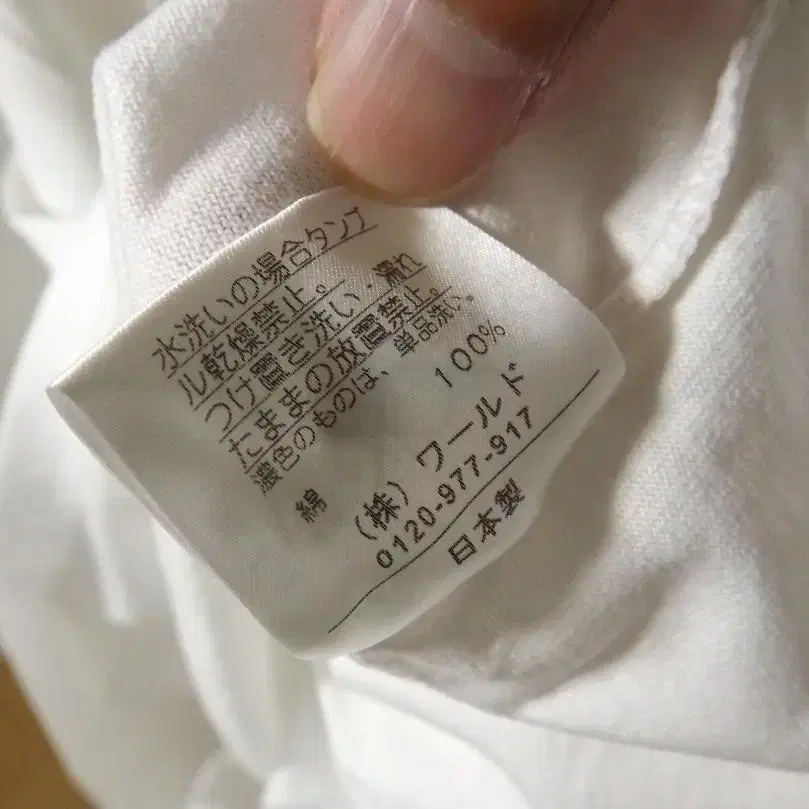 水洗いの場合タンブ
ル乾燥禁止。
つけ置き洗い・濡れ
たままの放置禁止。
濃色のものは、単品洗い。
綿 100%
(株) ワールド
0120-977-917
日本製